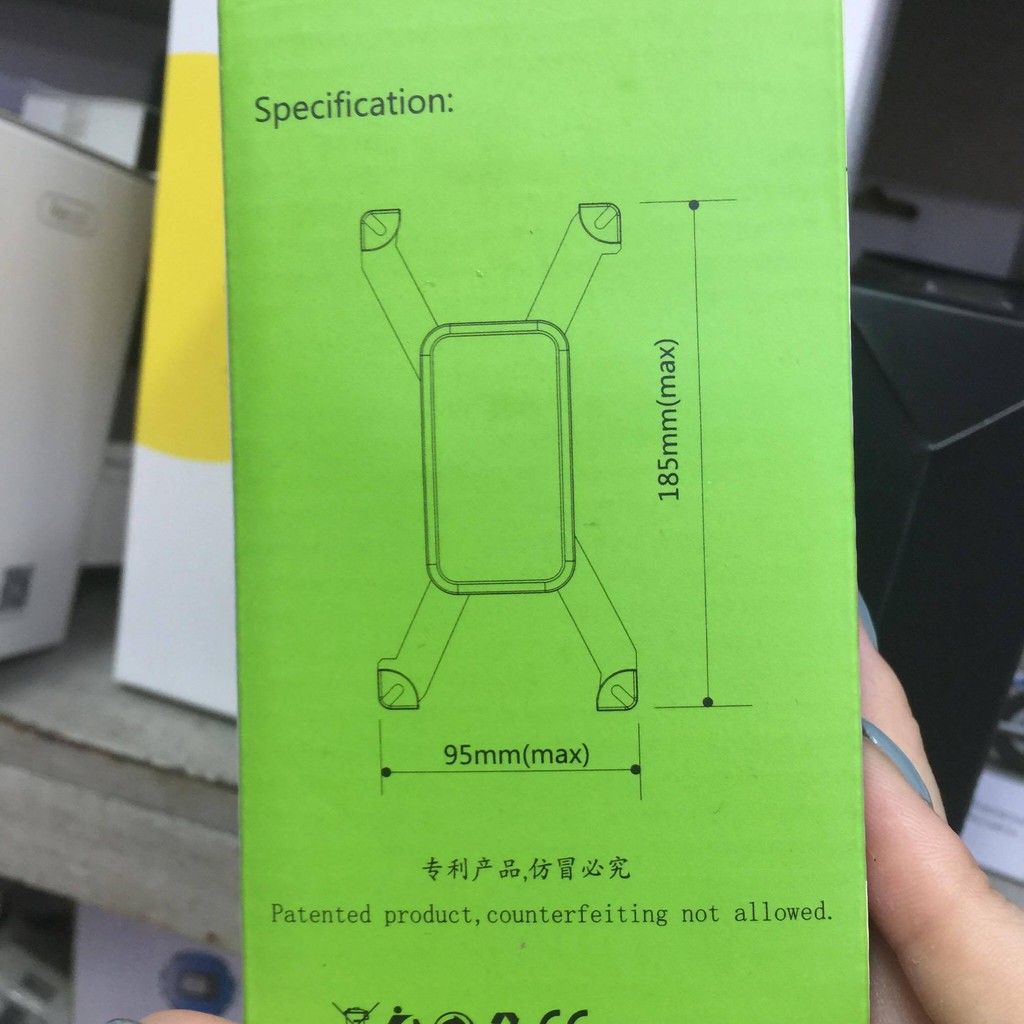 Specification:
185mm(max)
95mm(max)
专利产品,仿冒必究
Patented product,counterfeiting not allowed.